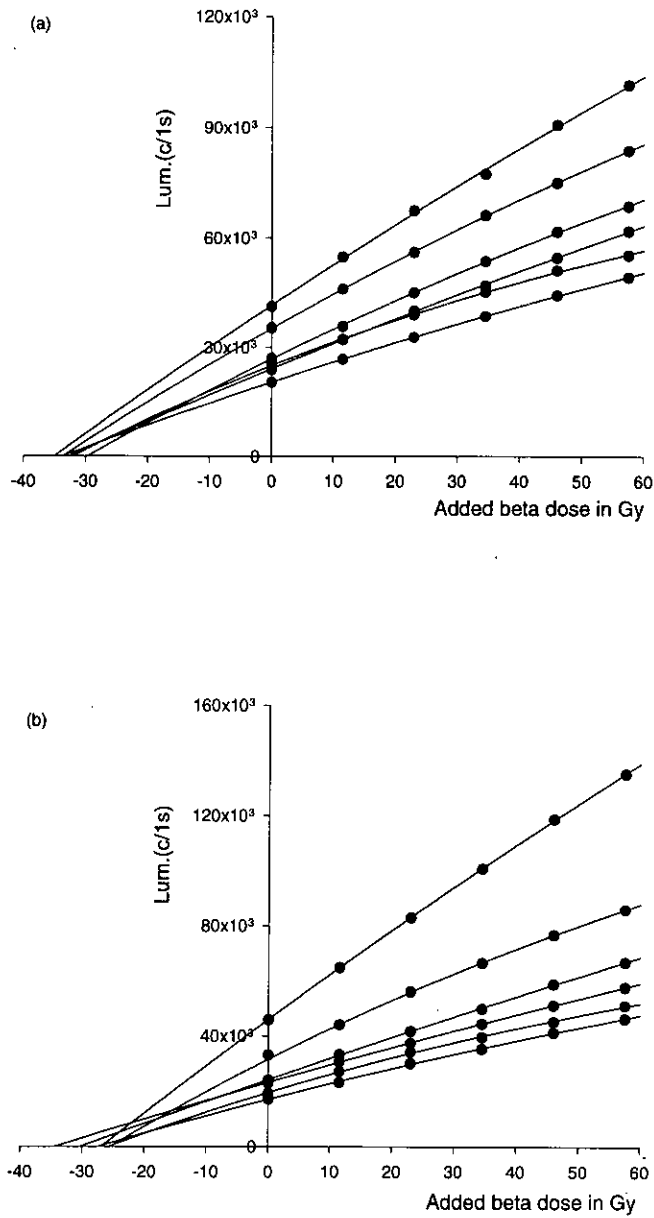 (a)
120x10³
90x10³
60x10³
30x10³
0
Lum.(c/1s)
-40 -30 -20 -10 0 10 20 30 40 50 60
Added beta dose in Gy
(b)
160x10³
120x10³
80x10³
40x10³
0
Lum.(c/1s)
-40 -30 -20 -10 0 10 20 30 40 50 60
Added beta dose in Gy